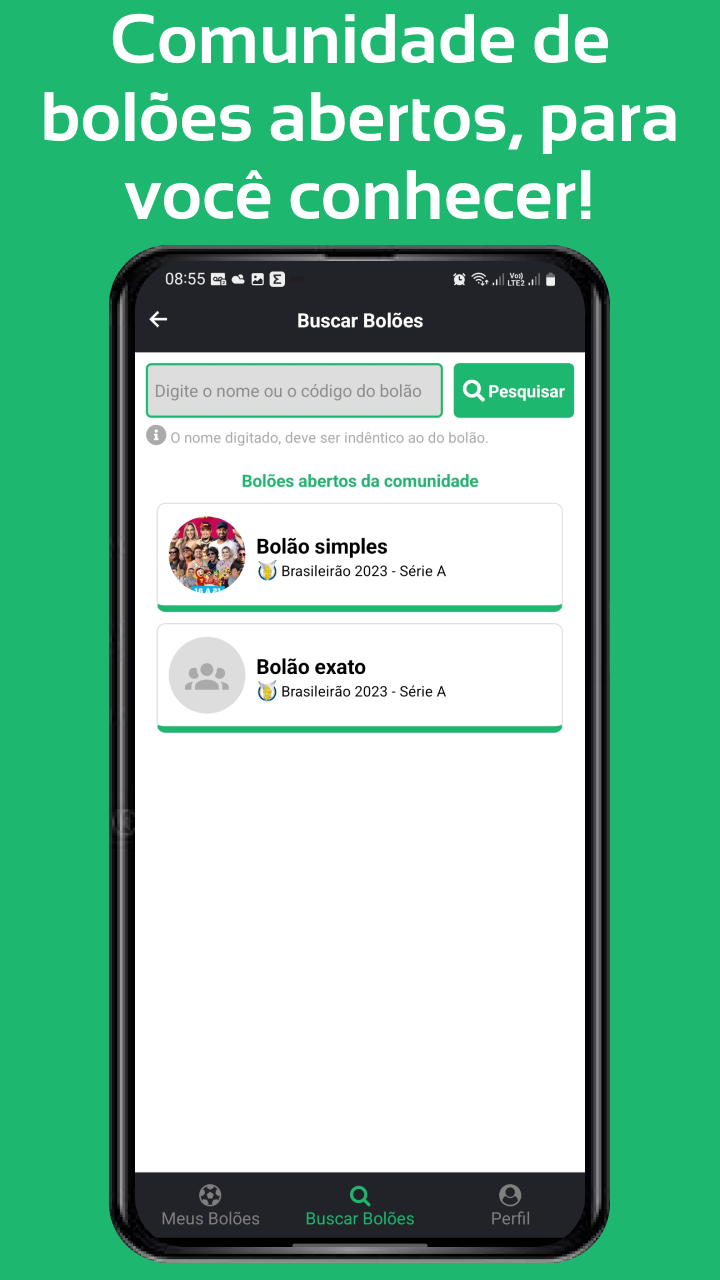 Comunidade de
bolões abertos, para
você conhecer!
08:55
Vo))
LTE2
Buscar Bolões
Digite o nome ou o código do bolão
Pesquisar
O nome digitado, deve ser indêntico ao do bolão.
Bolões abertos da comunidade
Bolão simples
Brasileirão 2023 - Série A
Bolão exato
Brasileirão 2023 - Série A
Meus Bolões
Buscar Bolões
Perfil